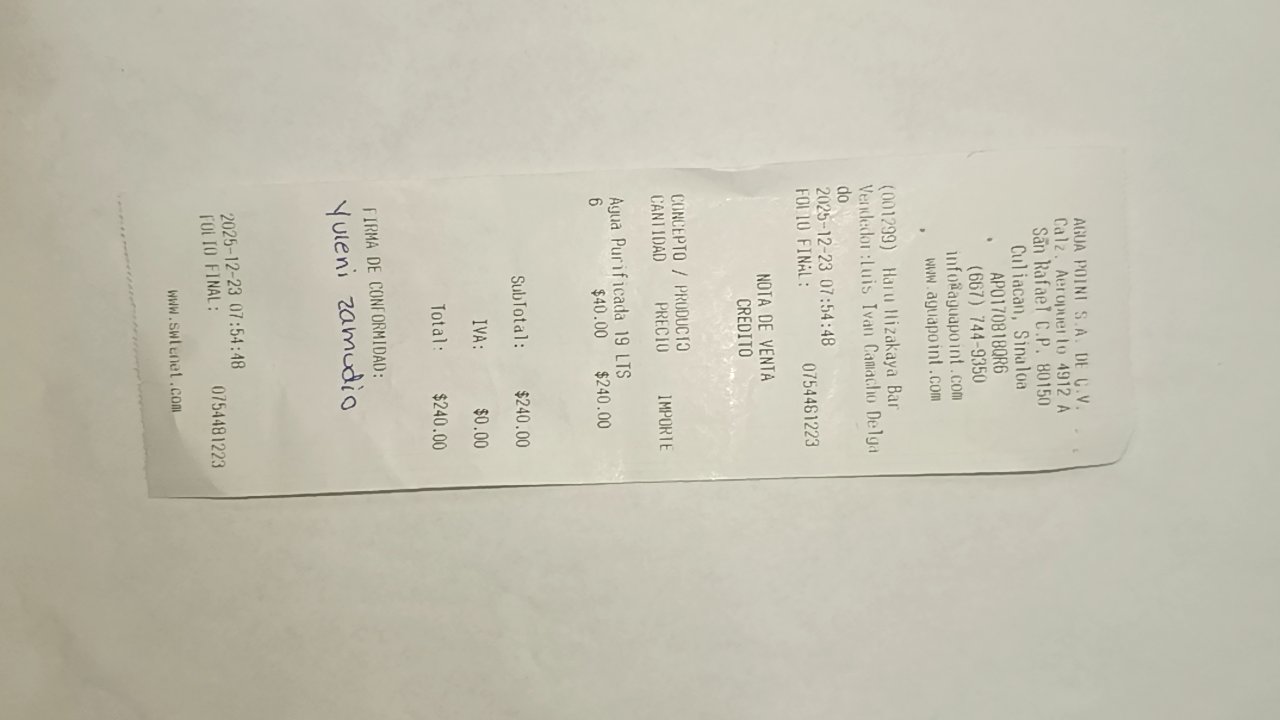 AGUA POINT S.A. DE C.V.
Calz. Aeropuerto 4912 A
San Rafael C.P. 80150
Culiacan, Sinaloa
APO170818QR6
(667) 744-9350
info@aguapoint.com
www.aguapoint.com
(001299) Haru Iizakaya Bar
Vendedor:Luis Ivan Camacho Delga
do
2025-12-23 07:54:48
FOLIO FINAL: 0754481223
NOTA DE VENTA
CREDITO
CONCEPTO / PRODUCTO
CANTIDAD PRECIO IMPORTE
Agua Purificada 19 LTS
6 $40.00 $240.00
SubTotal: $240.00
IVA: $0.00
Total: $240.00
FIRMA DE CONFORMIDAD:
Yuleni zamudio
2025-12-23 07:54:48
FOLIO FINAL: 0754481223
www.swtenet.com